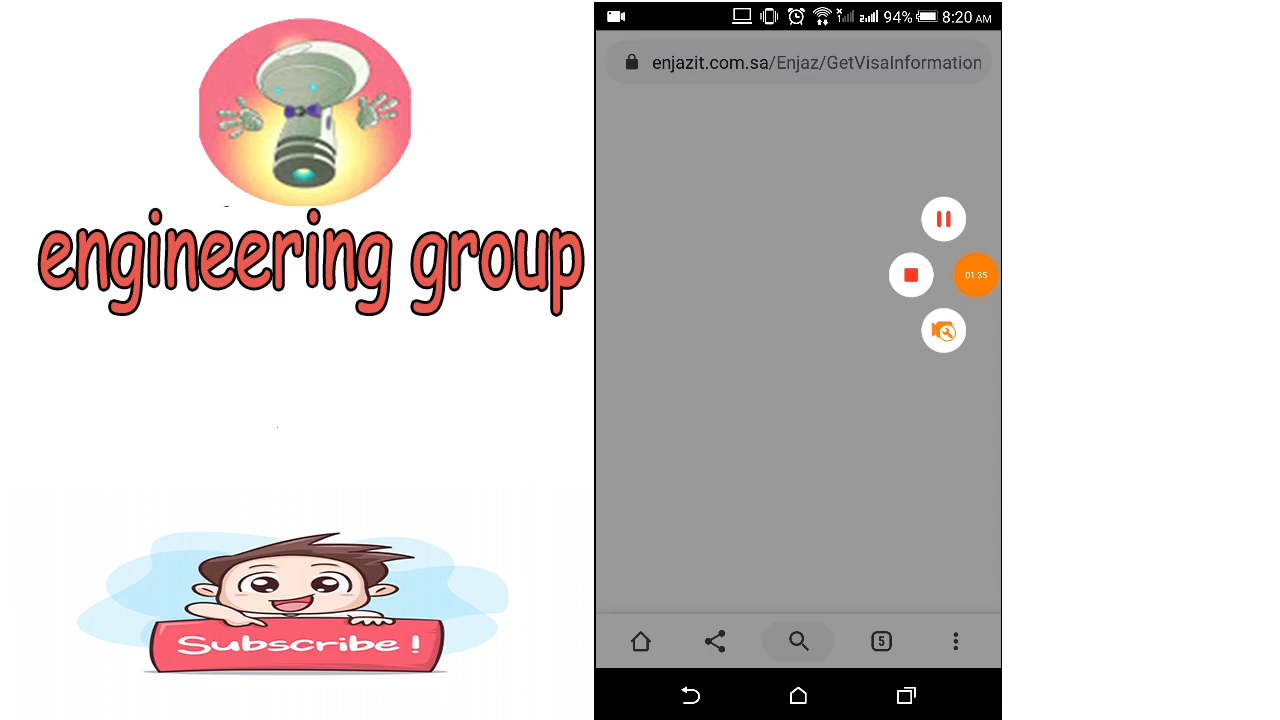 engineering group
Subscribe !
94% 8:20 AM
enjazit.com.sa/Enjaz/GetVisaInformation
01:35
5